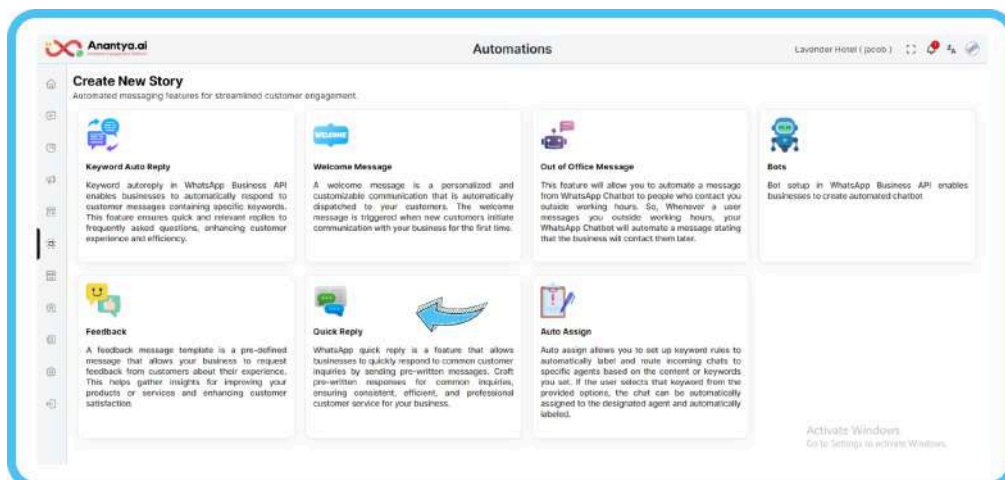 Anantya.ai
Automations
Lavender Hotel ( jacob )
Create New Story
Automated messaging features for streamlined customer engagement.
Keyword Auto Reply
Keyword autoreply in WhatsApp Business API
enables businesses to automatically respond to
customer messages containing specific keywords.
This feature ensures quick and relevant replies to
frequently asked questions, enhancing customer
experience and efficiency.
WELCOME
Welcome Message
A welcome message is a personalized and
customizable communication that is automatically
dispatched to your customers. The welcome
message is triggered when new customers initiate
communication with your business for the first time.
Out of Office Message
This feature will allow you to automate a message
from WhatsApp Chatbot to people who contact you
outside working hours. So, Whenever a user
messages you outside working hours, your
WhatsApp Chatbot will automate a message stating
that the business will contact them later.
Bots
Bot setup in WhatsApp Business API enables
businesses to create automated chatbot
Feedback
A feedback message template is a pre-defined
message that allows your business to request
feedback from customers about their experience.
This helps gather insights for improving your
products or services and enhancing customer
satisfaction.
Quick Reply
WhatsApp quick reply is a feature that allows
businesses to quickly respond to common customer
inquiries by sending pre-written messages. Craft
pre-written responses for common inquiries,
ensuring consistent, efficient, and professional
customer service for your business.
Auto Assign
Auto assign allows you to set up keyword rules to
automatically label and route incoming chats to
specific agents based on the content or keywords
you set. If the user selects that keyword from the
provided options, the chat can be automatically
assigned to the designated agent and automatically
labeled.
Activate Windows
Go to Settings to activate Windows.